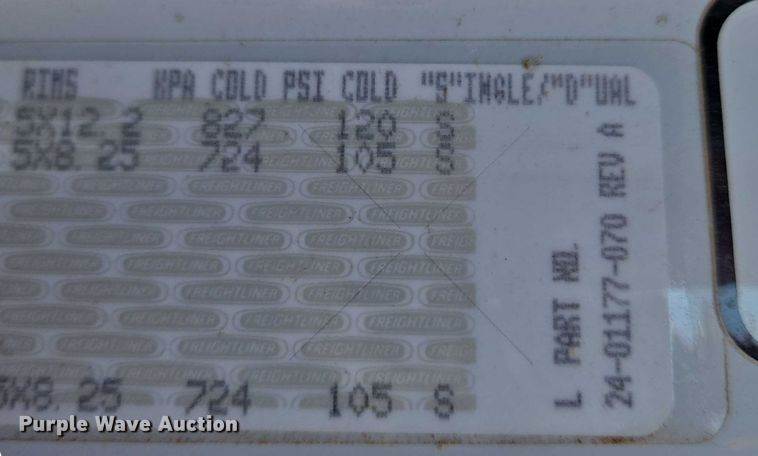 RIMS KPA COLD PSI COLD "S"INGLE/"D"UAL
5X12.2 827 120 S
5X8.25 724 105 S
FREIGHTLINER
5X8.25 724 105 S
L PART NO.
24-01177-070 REV A
Purple Wave Auction